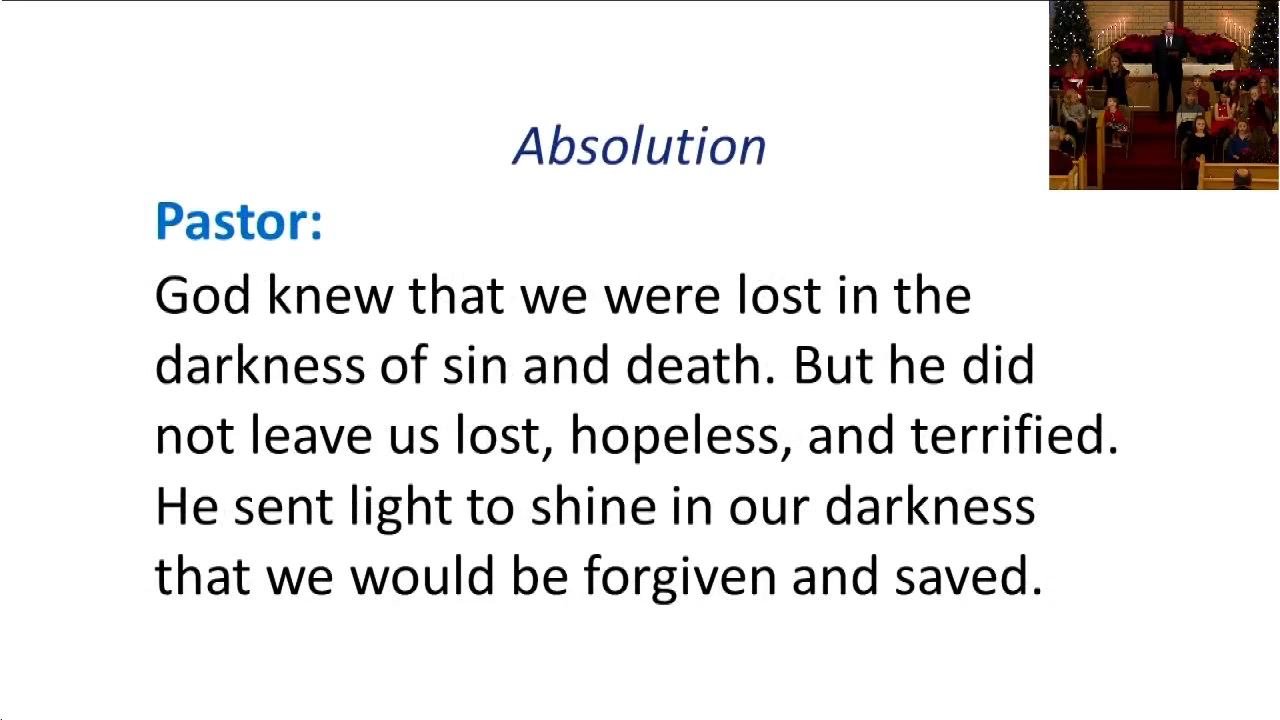 Absolution
Pastor:
God knew that we were lost in the
darkness of sin and death. But he did
not leave us lost, hopeless, and terrified.
He sent light to shine in our darkness
that we would be forgiven and saved.